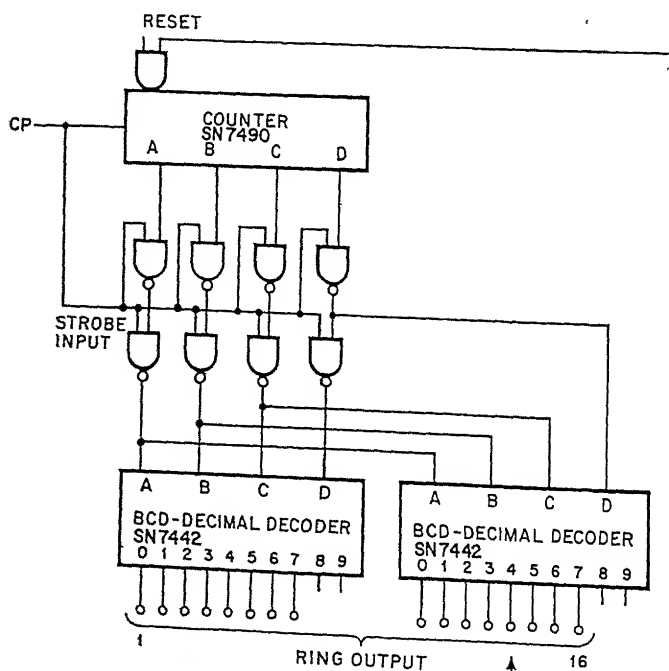 RESET
CP
COUNTER
SN7490
A B C D
STROBE
INPUT
A B C D
BCD-DECIMAL DECODER
SN7442
0 1 2 3 4 5 6 7 8 9
A B C D
BCD-DECIMAL DECODER
SN7442
0 1 2 3 4 5 6 7 8 9
1
16
RING OUTPUT